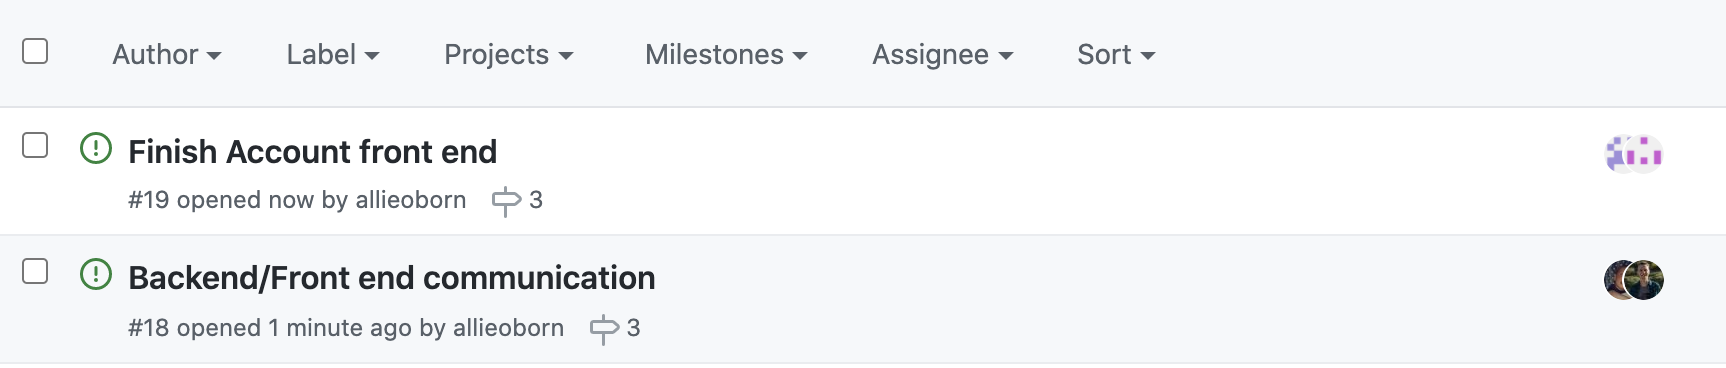 Author Label Projects Milestones Assignee Sort
Finish Account front end
#19 opened now by allieoborn 3
Backend/Front end communication
#18 opened 1 minute ago by allieoborn 3